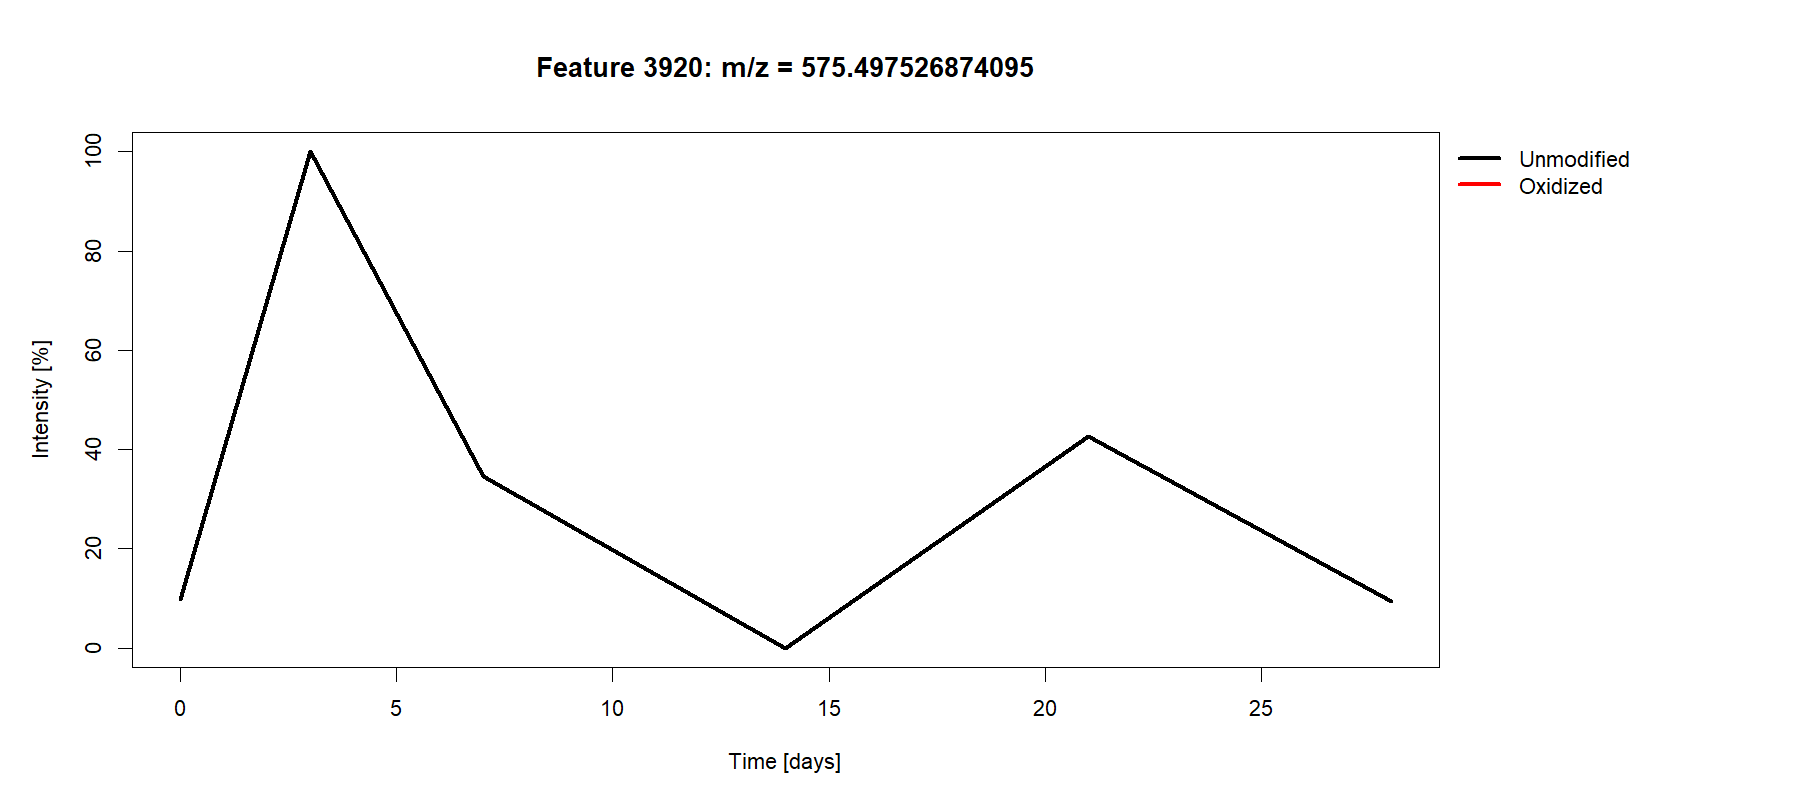 Feature 3920: m/z = 575.497526874095
Unmodified
Oxidized
Intensity [%]
100
80
60
40
20
0
0 5 10 15 20 25
Time [days]